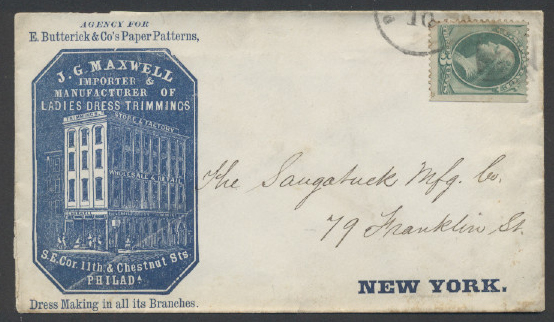 AGENCY FOR
E. Butterick & Co's Paper Patterns,
J. G. MAXWELL
IMPORTER &
MANUFACTURER OF
LADIES DRESS TRIMMINGS
STORE & FACTORY
WHOLESALE & RETAIL
S.E. Cor. 11th & Chestnut Sts
PHILADA
Dress Making in all its Branches.
10
The Saugatuck Mfg. Co.
79 Franklin St.
NEW YORK.